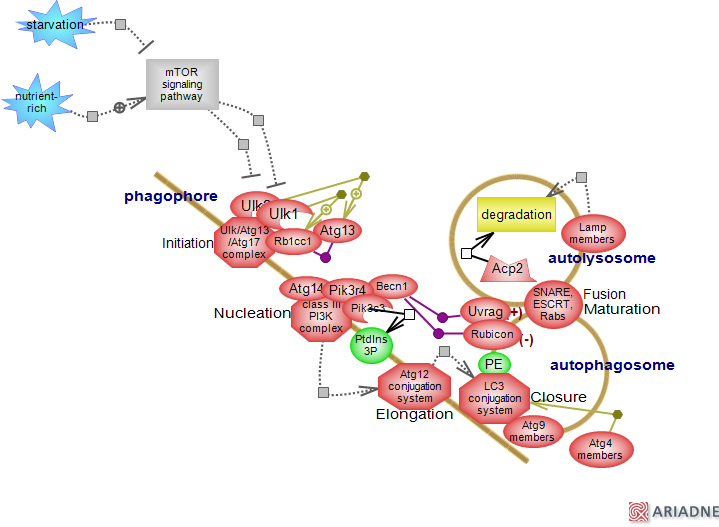 starvation
nutrient-
rich
mTOR
signaling
pathway
phagophore
Ulk1
Ulk/Atg13
/Atg17
complex
Rb1cc1
Atg13
Initiation
degradation
Lamp
members
autolysosome
Acp2
Atg14
Pik3r4
Becn1
class III
PI3K
complex
Pik3c3
Nucleation
PtdIns
3P
Uvrag
(+)
Rubicon
(-)
SNARE,
ESCRT,
Rabs
Fusion
Maturation
PE
autophagosome
Atg12
conjugation
system
Elongation
LC3
conjugation
system
Closure
Atg9
members
Atg4
members
ARIADNE